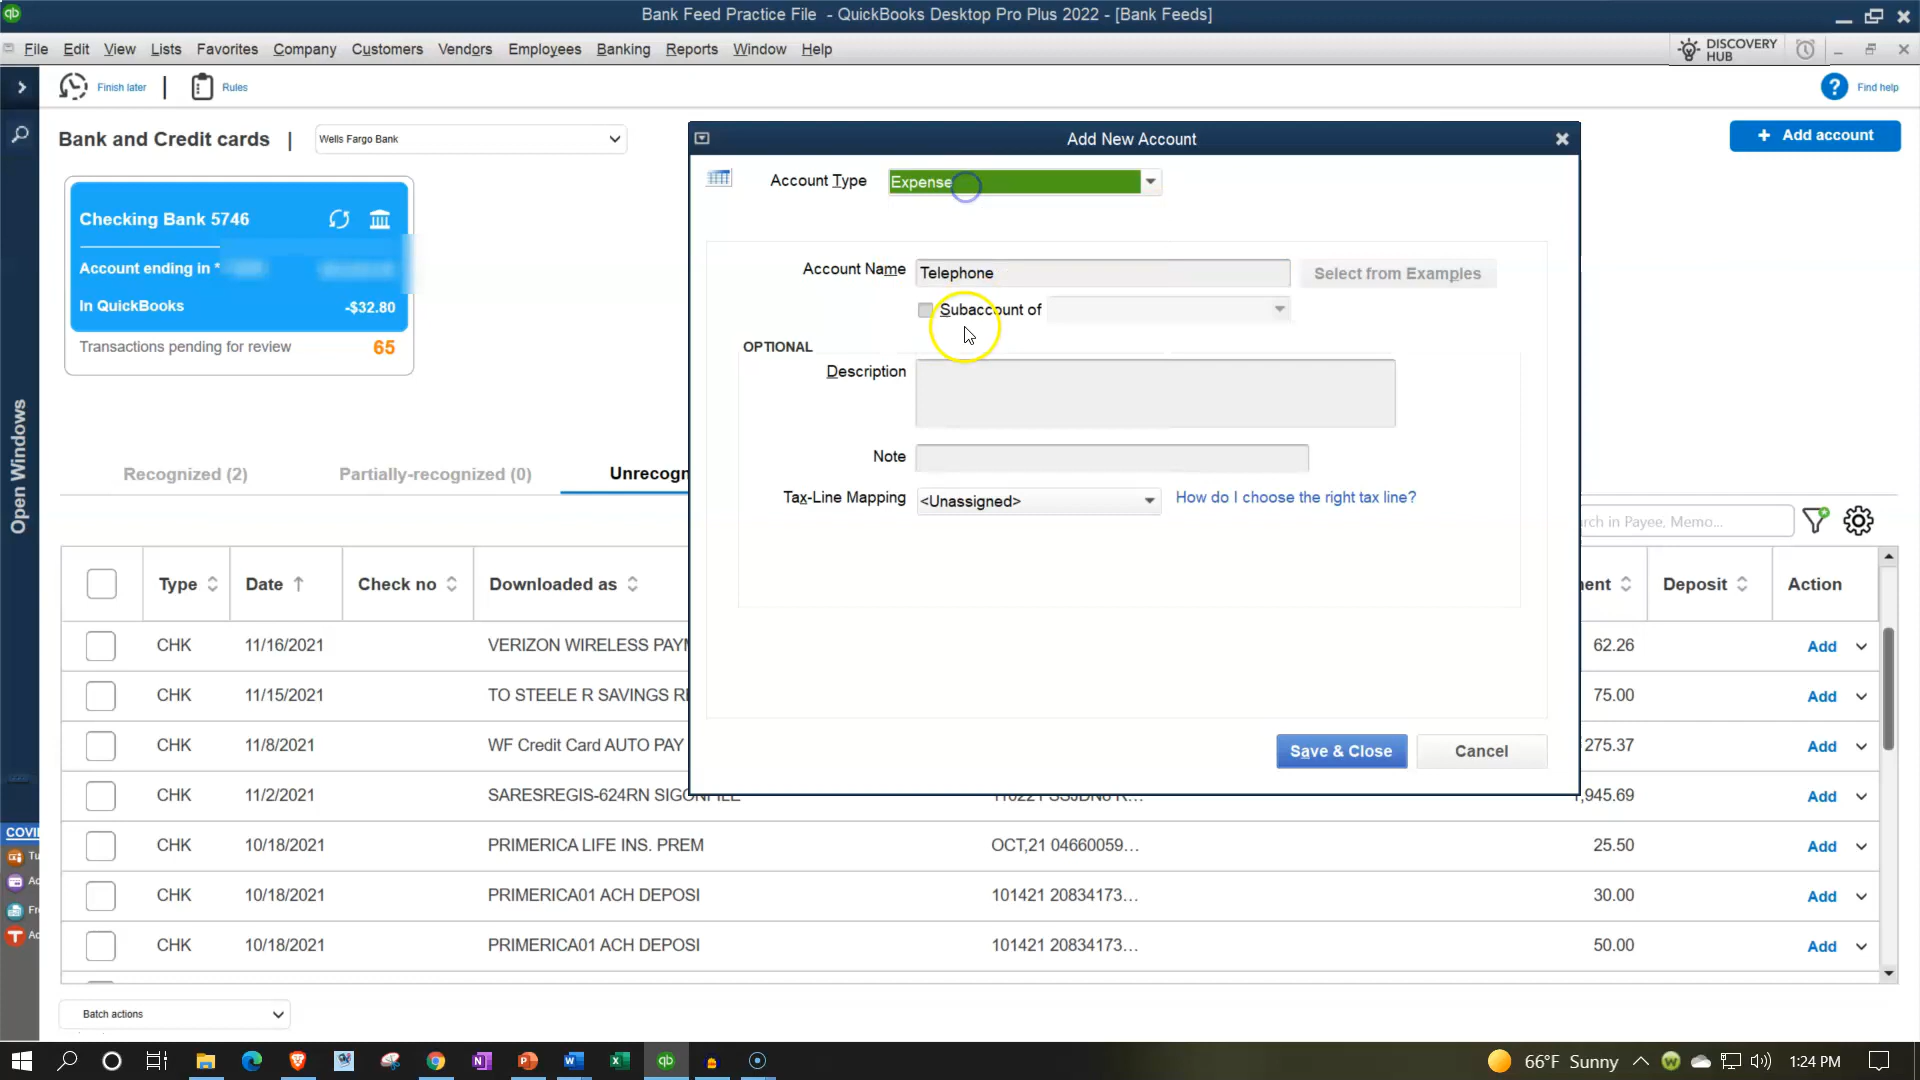 Bank Feed Practice File - QuickBooks Desktop Pro Plus 2022 - [Bank Feeds]
File Edit View Lists Favorites Company Customers Vendors Employees Banking Reports Window Help
DISCOVERY
HUB
Finish later | Rules
? Find help
Bank and Credit cards | Wells Fargo Bank
+ Add account
Add New Account
Account Type Expense
Checking Bank 5746
Account ending in *
In QuickBooks -$32.80
Transactions pending for review 65
Account Name Telephone Select from Examples
Subaccount of
OPTIONAL
Description
Note
Tax-Line Mapping <Unassigned> How do I choose the right tax line?
Save & Close Cancel
Open Windows
Recognized (2) Partially-recognized (0) Unrecogn
rch in Payee, Memo...
Type Date Check no Downloaded as ent Deposit Action
CHK 11/16/2021 VERIZON WIRELESS PAYM 62.26 Add
CHK 11/15/2021 TO STEELE R SAVINGS 75.00 Add
CHK 11/8/2021 WF Credit Card AUTO PAY 275.37 Add
CHK 11/2/2021 SARESREGIS-624RN SIGONFILE ,945.69 Add
CHK 10/18/2021 PRIMERICA LIFE INS. PREM OCT,21 04660059... 25.50 Add
CHK 10/18/2021 PRIMERICA01 ACH DEPOSI 101421 20834173... 30.00 Add
CHK 10/18/2021 PRIMERICA01 ACH DEPOSI 101421 20834173... 50.00 Add
COVI
Tu
Ac
Fr
Ac
Batch actions
66°F Sunny 1:24 PM